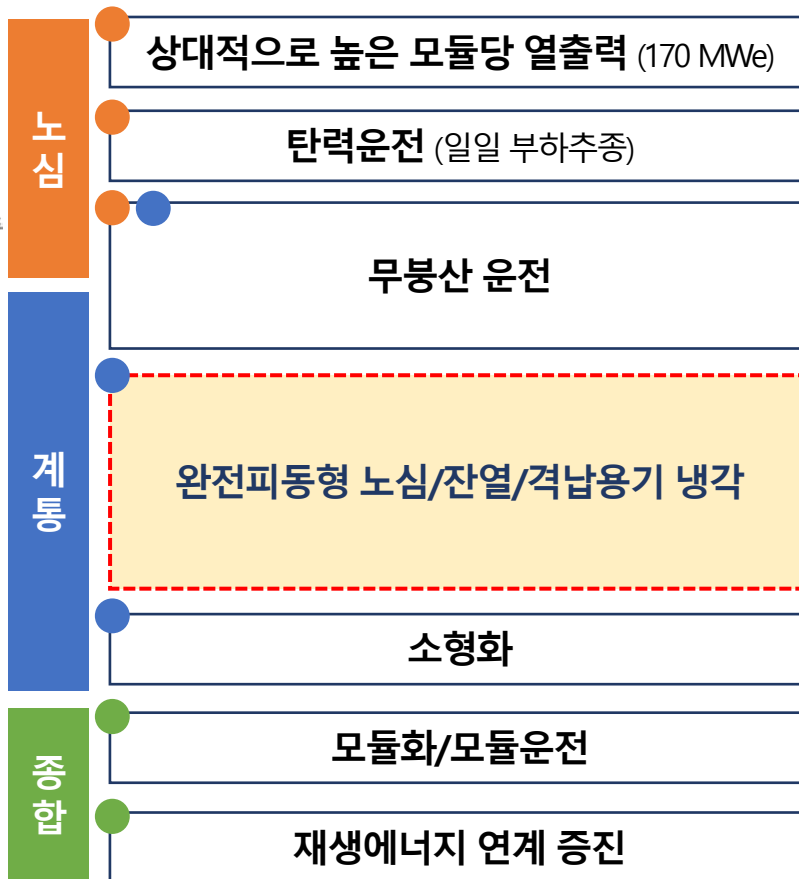 노심
상대적으로 높은 모듈당 열출력 (170 MWe)
탄력운전 (일일 부하추종)
무붕산 운전
계통
완전피동형 노심/잔열/격납용기 냉각
소형화
종합
모듈화/모듈운전
재생에너지 연계 증진